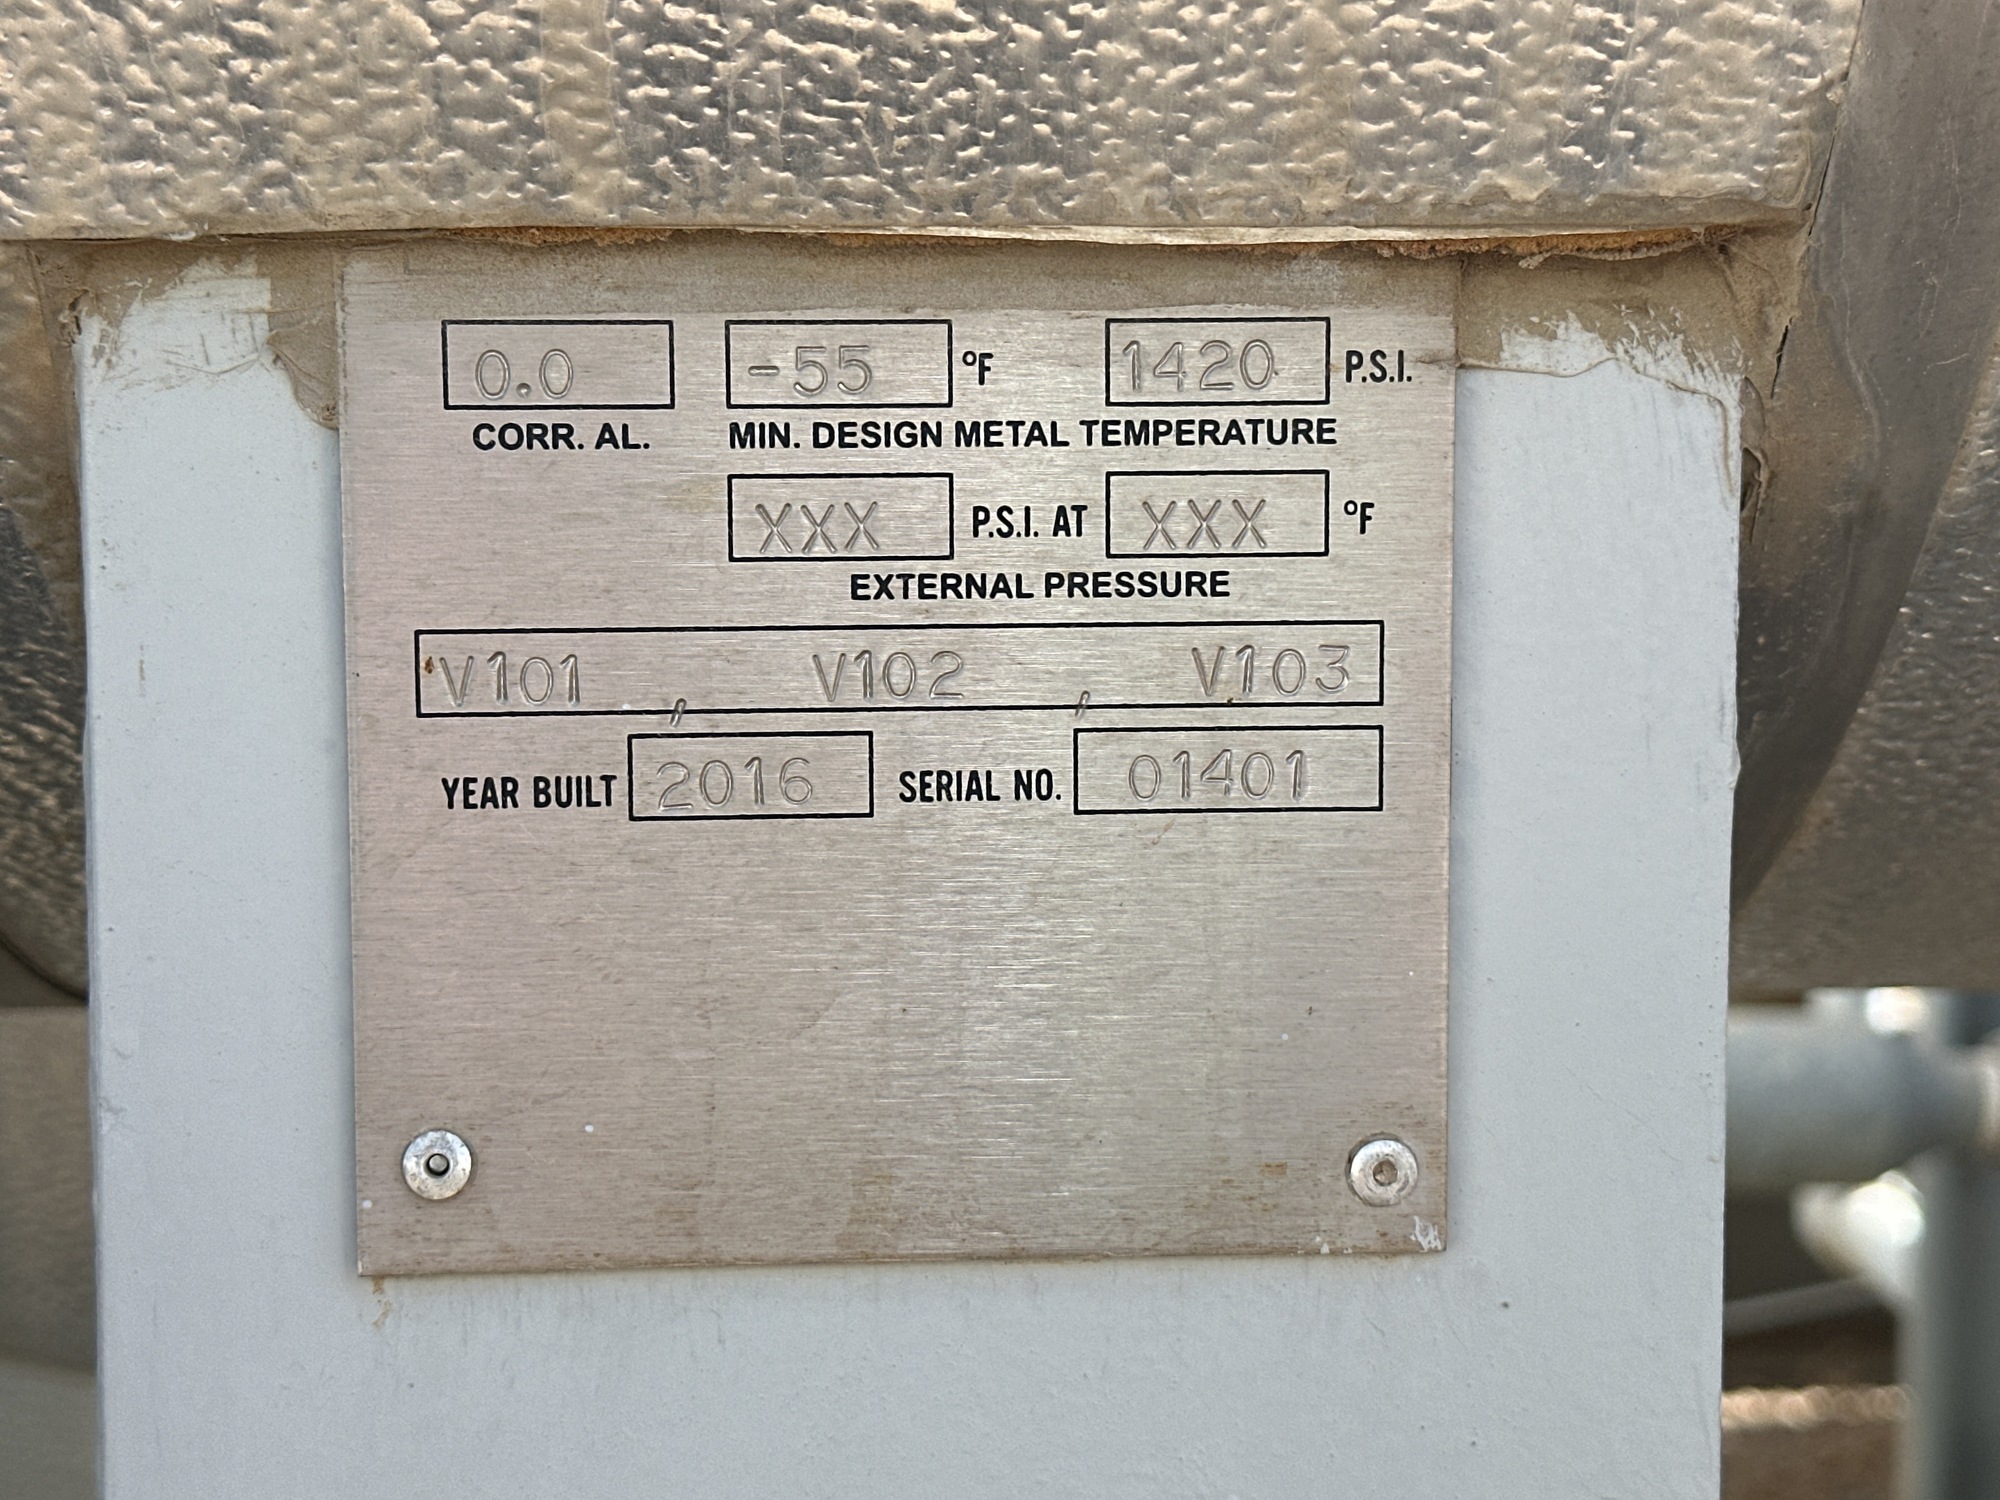 0.0 -55 °F 1420 P.S.I.
CORR. AL. MIN. DESIGN METAL TEMPERATURE
XXX P.S.I. AT XXX °F
EXTERNAL PRESSURE
V101 , V102 , V103
YEAR BUILT 2016 SERIAL NO. 01401